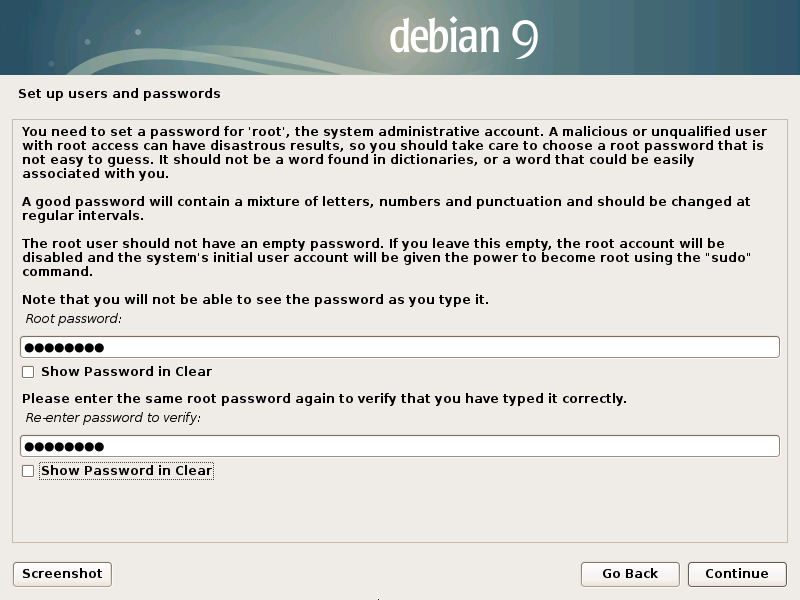 debian 9
Set up users and passwords
You need to set a password for 'root', the system administrative account. A malicious or unqualified user
with root access can have disastrous results, so you should take care to choose a root password that is
not easy to guess. It should not be a word found in dictionaries, or a word that could be easily
associated with you.
A good password will contain a mixture of letters, numbers and punctuation and should be changed at
regular intervals.
The root user should not have an empty password. If you leave this empty, the root account will be
disabled and the system's initial user account will be given the power to become root using the "sudo"
command.
Note that you will not be able to see the password as you type it.
Root password:
●●●●●●●●
Show Password in Clear
Please enter the same root password again to verify that you have typed it correctly.
Re-enter password to verify:
●●●●●●●●
Show Password in Clear
Screenshot
Go Back
Continue